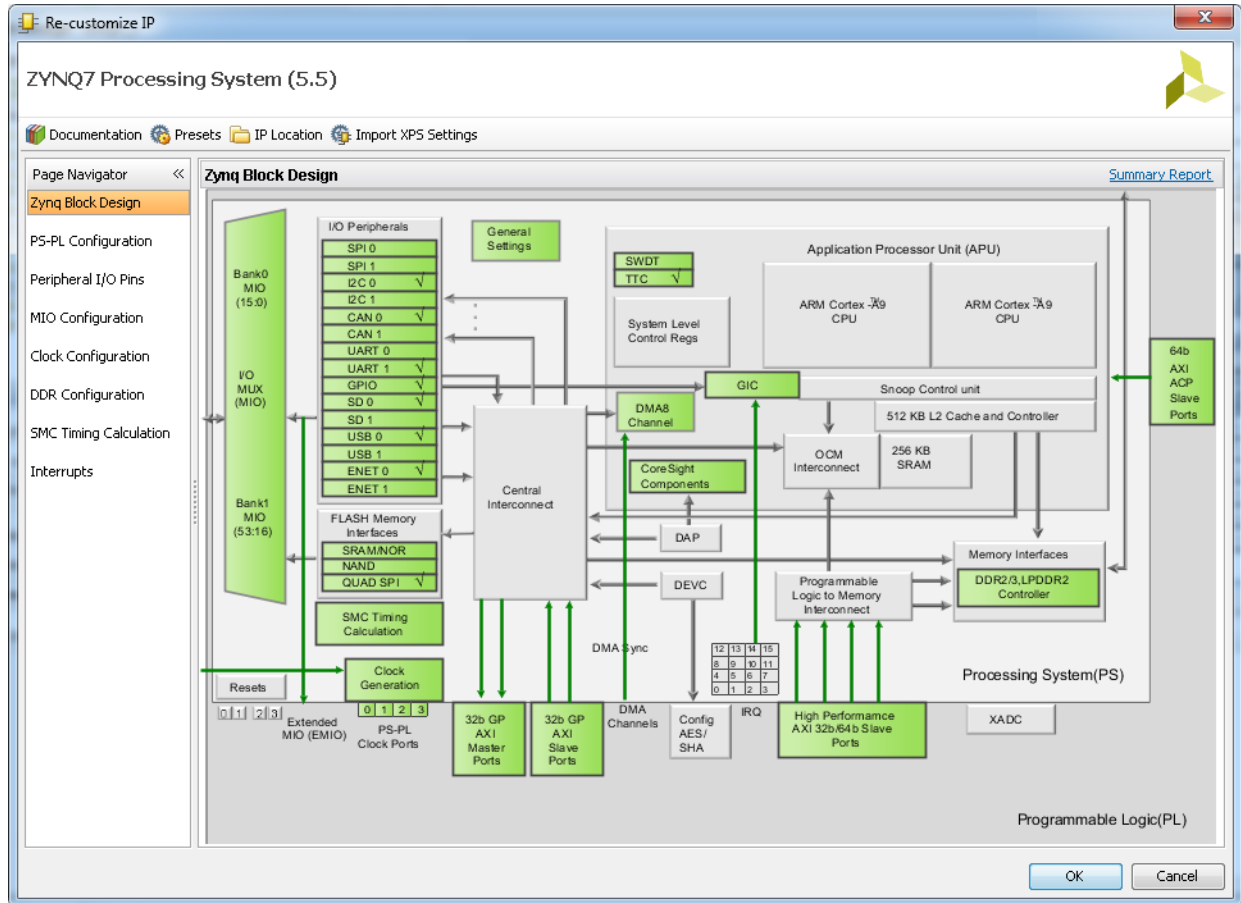 Re-customize IP
ZYNQ7 Processing System (5.5)
Documentation Presets IP Location Import XPS Settings
Page Navigator «
Zynq Block Design
PS-PL Configuration
Peripheral I/O Pins
MIO Configuration
Clock Configuration
DDR Configuration
SMC Timing Calculation
Interrupts
Zynq Block Design
Summary Report
Bank0
MIO
(15:0)
I/O
MUX
(MIO)
Bank1
MIO
(53:16)
I/O Peripherals
SPI 0
SPI 1
I2C 0 √
I2C 1
CAN 0 √
CAN 1
UART 0
UART 1 √
GPIO √
SD 0 √
SD 1
USB 0 √
USB 1
ENET 0 √
ENET 1
FLASH Memory
Interfaces
SRAM/NOR
NAND
QUAD SPI √
SMC Timing
Calculation
General
Settings
Application Processor Unit (APU)
SWDT
TTC √
System Level
Control Regs
ARM Cortex -A9
CPU
ARM Cortex -A9
CPU
GIC
Snoop Control unit
DMA8
Channel
512 KB L2 Cache and Controller
OCM
Interconnect
256 KB
SRAM
CoreSight
Components
Central
Interconnect
DAP
DEVC
Programmable
Logic to Memory
Interconnect
Memory Interfaces
DDR2/3,LPDDR2
Controller
64b
AXI
ACP
Slave
Ports
DMA Sync
12 13 14 15
8 9 10 11
4 5 6 7
0 1 2 3
IRQ
Processing System(PS)
Resets
0 1 2 3
Clock
Generation
0 1 2 3
Extended
MIO (EMIO)
PS-PL
Clock Ports
32b GP
AXI
Master
Ports
32b GP
AXI
Slave
Ports
DMA
Channels
Config
AES/
SHA
High Performamce
AXI 32b/64b Slave
Ports
XADC
Programmable Logic(PL)
OK
Cancel